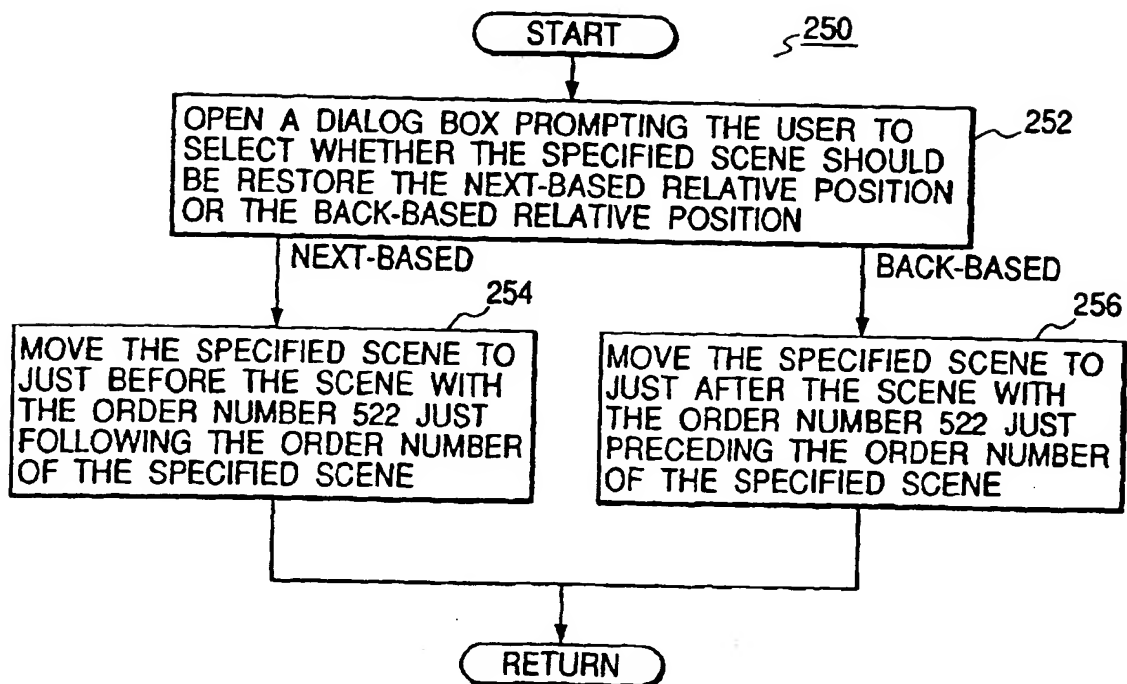 START
250
OPEN A DIALOG BOX PROMPTING THE USER TO
SELECT WHETHER THE SPECIFIED SCENE SHOULD
BE RESTORE THE NEXT-BASED RELATIVE POSITION
OR THE BACK-BASED RELATIVE POSITION
252
NEXT-BASED
BACK-BASED
254
MOVE THE SPECIFIED SCENE TO
JUST BEFORE THE SCENE WITH
THE ORDER NUMBER 522 JUST
FOLLOWING THE ORDER NUMBER
OF THE SPECIFIED SCENE
256
MOVE THE SPECIFIED SCENE TO
JUST AFTER THE SCENE WITH
THE ORDER NUMBER 522 JUST
PRECEDING THE ORDER NUMBER
OF THE SPECIFIED SCENE
RETURN